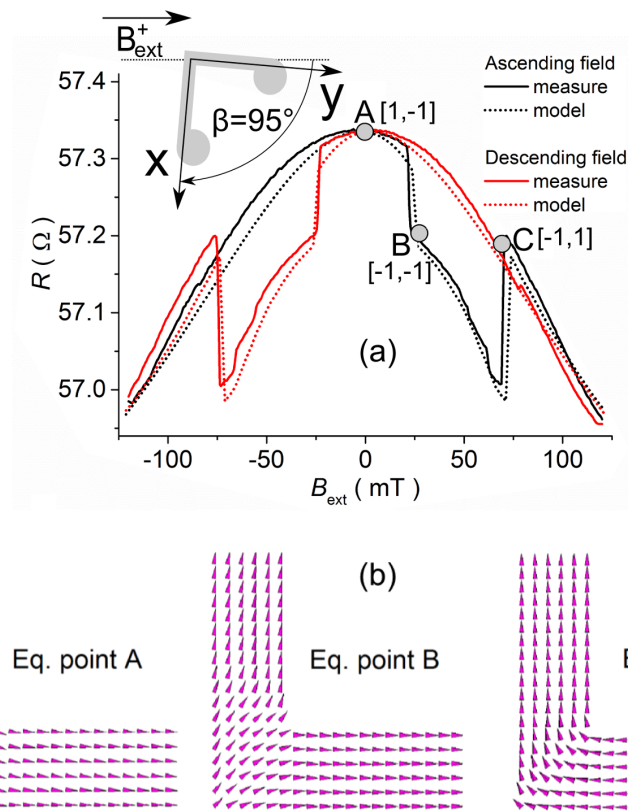 B⁺ext
Ascending field
measure
model
Descending field
measure
model
y
β=95°
x
A [1,-1]
B
[-1,-1]
C [-1,1]
57.4
57.3
57.2
57.1
57.0
R ( Ω )
(a)
-100 -50 0 50 100
Bext ( mT )
(b)
Eq. point A
Eq. point B
E